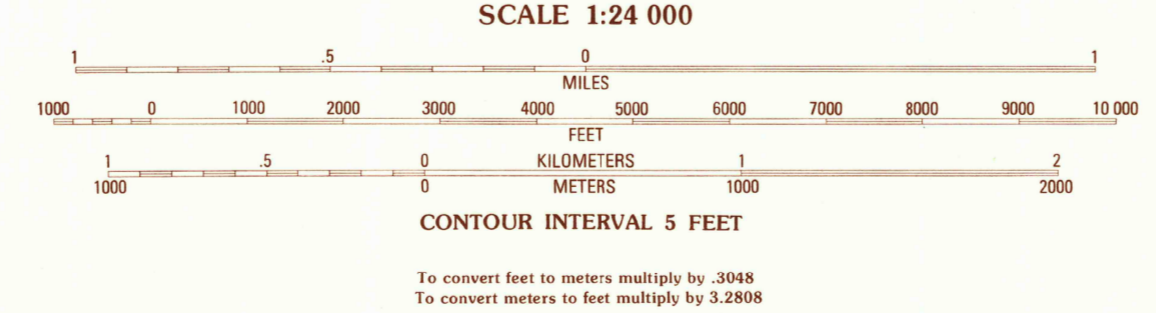 SCALE 1:24 000
1 .5 0 1
MILES
1000 0 1000 2000 3000 4000 5000 6000 7000 8000 9000 10 000
FEET
1 .5 0 KILOMETERS 1 2
1000 0 METERS 1000 2000
CONTOUR INTERVAL 5 FEET
To convert feet to meters multiply by .3048
To convert meters to feet multiply by 3.2808